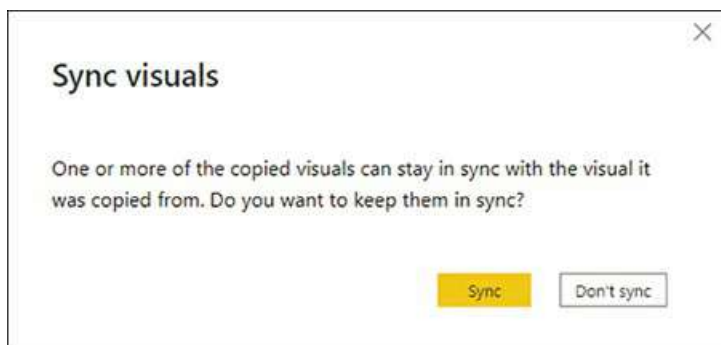 Sync visuals
One or more of the copied visuals can stay in sync with the visual it
was copied from. Do you want to keep them in sync?
Sync
Don't sync